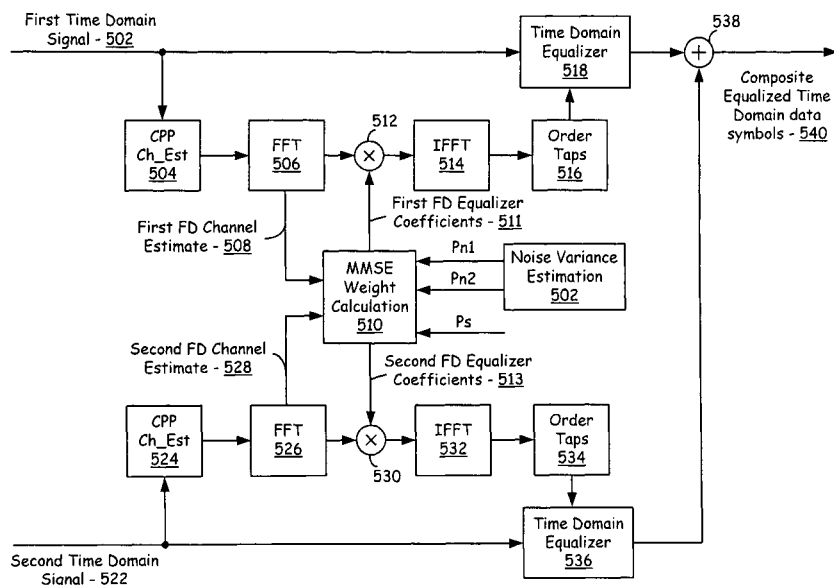 First Time Domain
Signal - 502
Time Domain
Equalizer
518
538
Composite
Equalized Time
Domain data
symbols - 540
CPP
Ch_Est
504
FFT
506
512
IFFT
514
Order
Taps
516
First FD Channel
Estimate - 508
First FD Equalizer
Coefficients - 511
MMSE
Weight
Calculation
510
Pn1
Pn2
Ps
Noise Variance
Estimation
502
Second FD Channel
Estimate - 528
Second FD Equalizer
Coefficients - 513
CPP
Ch_Est
524
FFT
526
530
IFFT
532
Order
Taps
534
Time Domain
Equalizer
536
Second Time Domain
Signal - 522